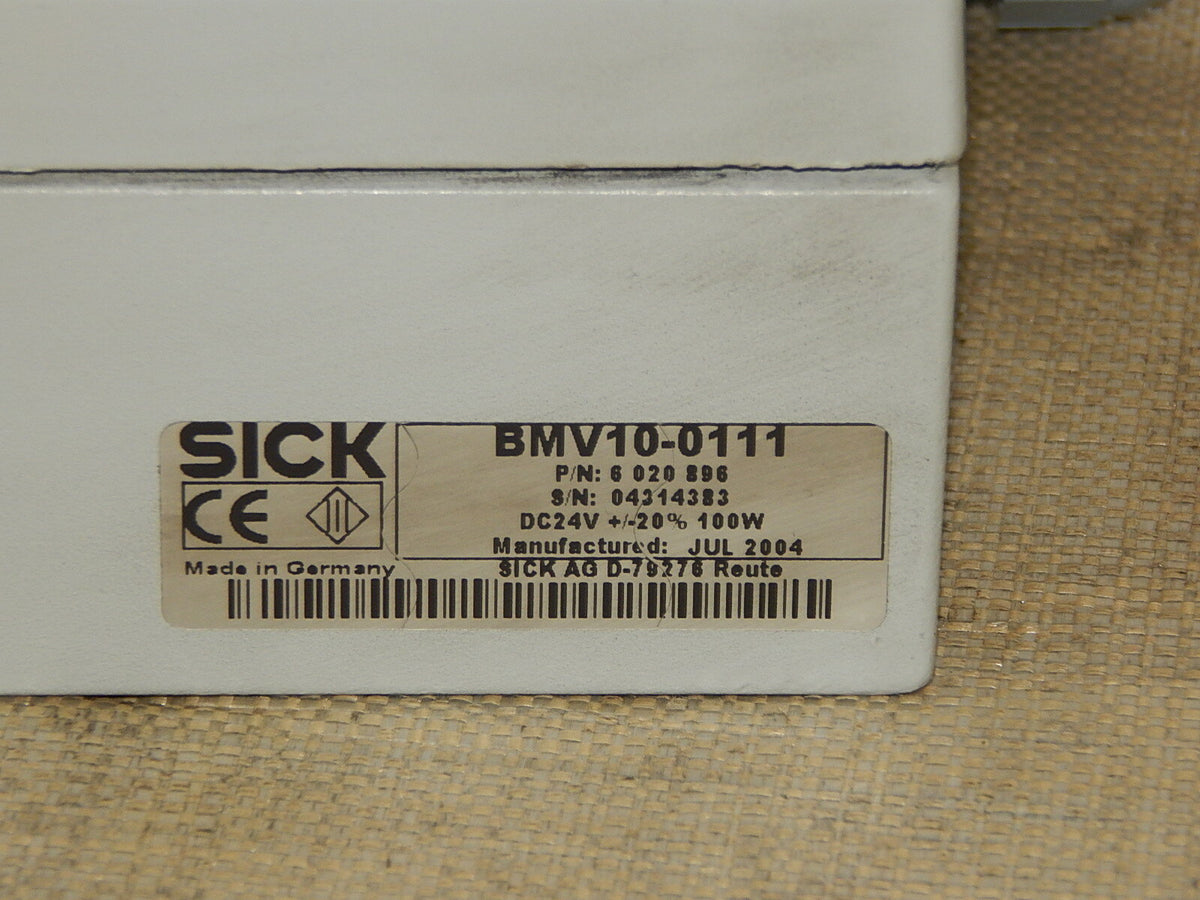 SICK
CE
Made in Germany
BMV10-0111
P/N: 6 020 896
S/N: 04314383
DC24V +/-20% 100W
Manufactured: JUL 2004
SICK AG D-79276 Reute